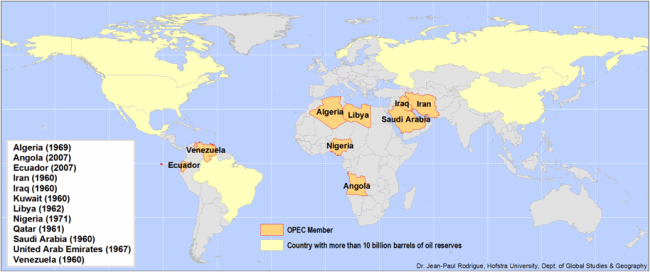 Algeria
Libya
Iraq
Iran
Saudi Arabia
Nigeria
Angola
Venezuela
Ecuador
Algeria (1969)
Angola (2007)
Ecuador (2007)
Iran (1960)
Iraq (1960)
Kuwait (1960)
Libya (1962)
Nigeria (1971)
Qatar (1961)
Saudi Arabia (1960)
United Arab Emirates (1967)
Venezuela (1960)
OPEC Member
Country with more than 10 billion barrels of oil reserves
Dr. Jean-Paul Rodrigue, Hofstra University, Dept. of Global Studies & Geography